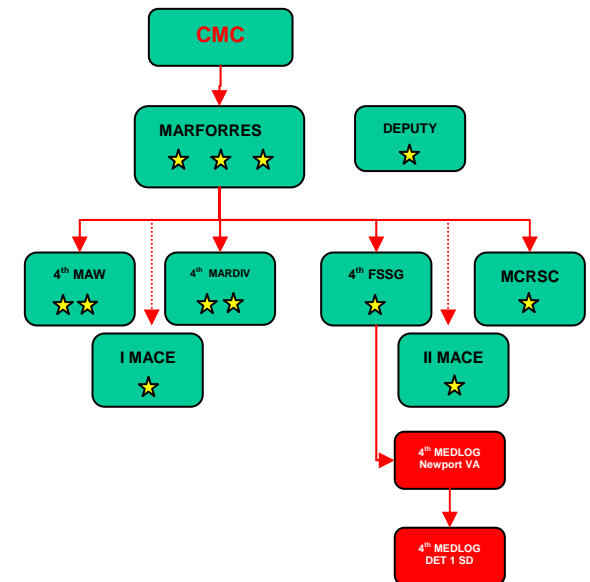 CMC
MARFORRES
DEPUTY
4th MAW
4th MARDIV
4th FSSG
MCRSC
I MACE
II MACE
4th MEDLOG
Newport VA
4th MEDLOG
DET 1 SD